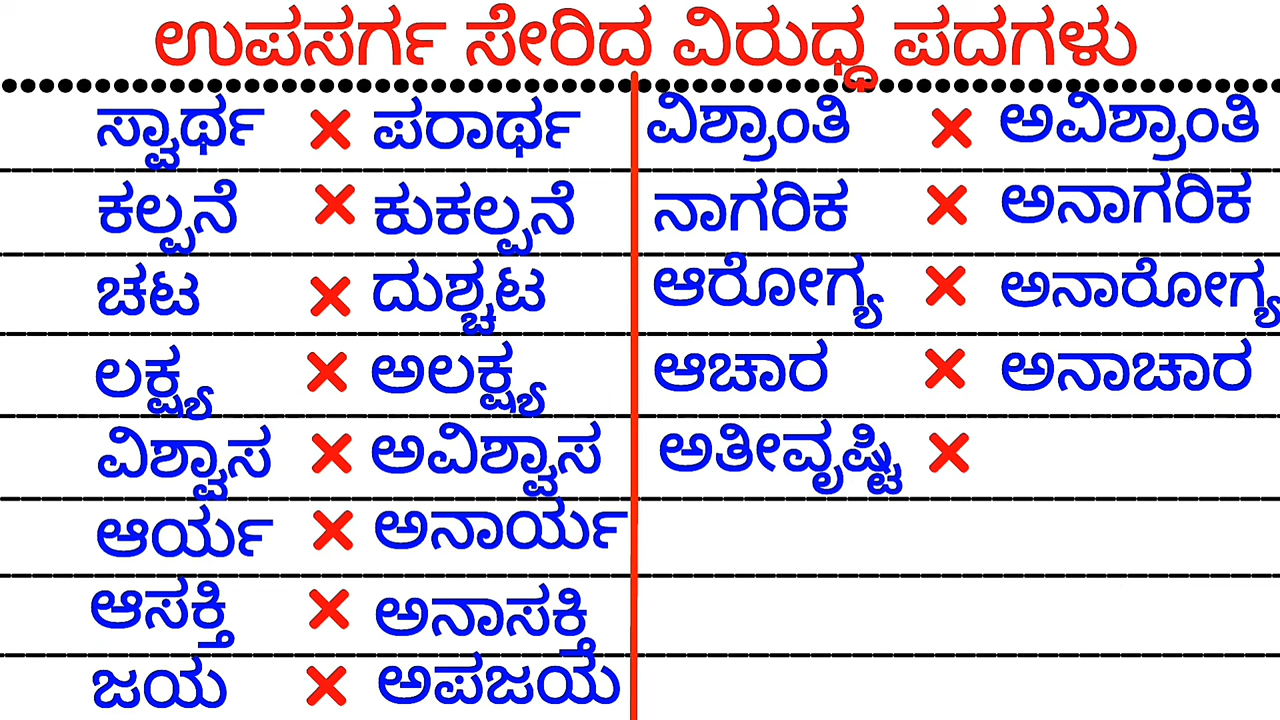 ಉಪಸರ್ಗ ಸೇರಿದ ವಿರುದ್ಧ ಪದಗಳು
ಸ್ವಾರ್ಥ × ಪರಾರ್ಥ
ಕಲ್ಪನೆ × ಕುಕಲ್ಪನೆ
ಚಟ × ದುಶ್ಚಟ
ಲಕ್ಷ್ಯ × ಅಲಕ್ಷ್ಯ
ವಿಶ್ವಾಸ × ಅವಿಶ್ವಾಸ
ಆರ್ಯ × ಅನಾರ್ಯ
ಆಸಕ್ತಿ × ಅನಾಸಕ್ತಿ
ಜಯ × ಅಪಜಯ
ವಿಶ್ರಾಂತಿ × ಅವಿಶ್ರಾಂತಿ
ನಾಗರಿಕ × ಅನಾಗರಿಕ
ಆರೋಗ್ಯ × ಅನಾರೋಗ್ಯ
ಆಚಾರ × ಅನಾಚಾರ
ಅತೀವೃಷ್ಟಿ ×